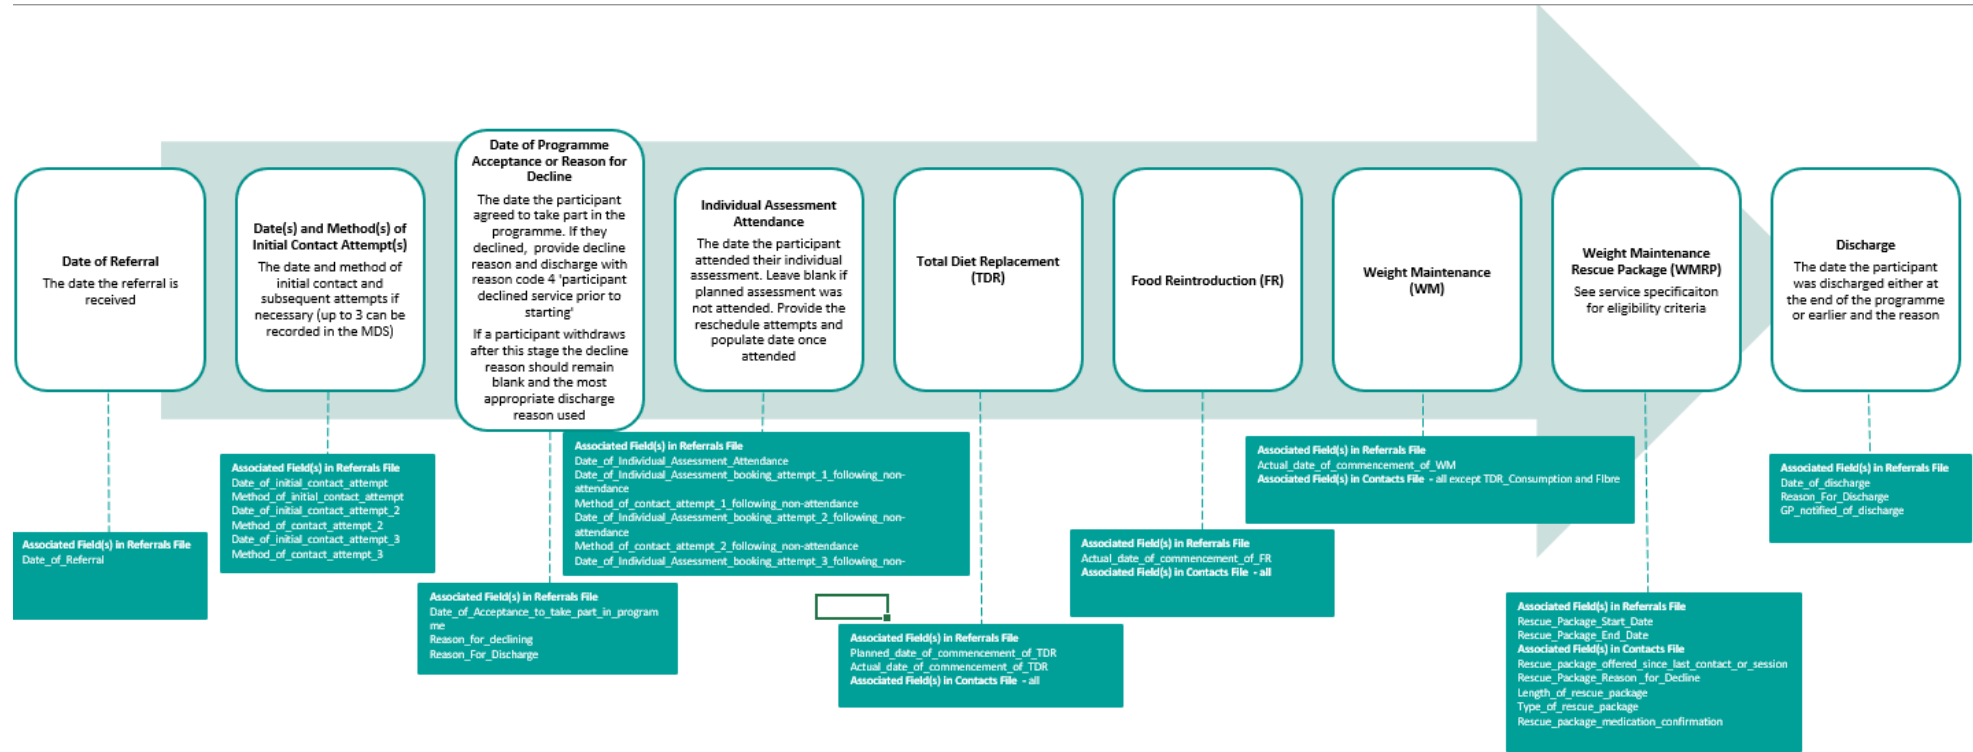 Date of Referral
The date the referral is
received
Date(s) and Method(s) of
Initial Contact Attempt(s)
The date and method of
initial contact and
subsequent attempts if
necessary (up to 3 can be
recorded in the MDS)
Date of Programme
Acceptance or Reason for
Decline
The date the participant
agreed to take part in the
programme. If they
declined, provide decline
reason and discharge with
reason code 4 'participant
declined service prior to
starting'
If a participant withdraws
after this stage the decline
reason should remain
blank and the most
appropriate discharge
reason used
Individual Assessment
Attendance
The date the participant
attended their individual
assessment. Leave blank if
planned assessment was
not attended. Provide the
reschedule attempts and
populate date once
attended
Total Diet Replacement
(TDR)
Food Reintroduction (FR)
Weight Maintenance
(WM)
Weight Maintenance
Rescue Package (WMRP)
See service specificaiton
for eligibility criteria
Discharge
The date the participant
was discharged either at
the end of the programme
or earlier and the reason
Associated Field(s) in Referrals File
Date_of_Referral
Associated Field(s) in Referrals File
Date_of_initial_contact_attempt
Method_of_initial_contact_attempt
Date_of_initial_contact_attempt_2
Method_of_contact_attempt_2
Date_of_initial_contact_attempt_3
Method_of_contact_attempt_3
Associated Field(s) in Referrals File
Date_of_Acceptance_to_take_part_in_program
me
Reason_for_declining
Reason_For_Discharge
Associated Field(s) in Referrals File
Date_of_Individual_Assessment_Attendance
Date_of_Individual_Assessment_booking_attempt_1_following_non-
attendance
Method_of_contact_attempt_1_following_non-attendance
Date_of_Individual_Assessment_booking_attempt_2_following_non-
attendance
Method_of_contact_attempt_2_following_non-attendance
Date_of_Individual_Assessment_booking_attempt_3_following_non-
Associated Field(s) in Referrals File
Planned_date_of_commencement_of_TDR
Actual_date_of_commencement_of_TDR
Associated Field(s) in Contacts File - all
Associated Field(s) in Referrals File
Actual_date_of_commencement_of_FR
Associated Field(s) in Contacts File - all
Associated Field(s) in Referrals File
Actual_date_of_commencement_of_WM
Associated Field(s) in Contacts File - all except TDR_Consumption and Fibre
Associated Field(s) in Referrals File
Rescue_Package_Start_Date
Rescue_Package_End_Date
Associated Field(s) in Contacts File
Rescue_package_offered_since_last_contact_or_session
Rescue_Package_Reason_for_Decline
Length_of_rescue_package
Type_of_rescue_package
Rescue_package_medication_confirmation
Associated Field(s) in Referrals File
Date_of_discharge
Reason_For_Discharge
GP_notified_of_discharge